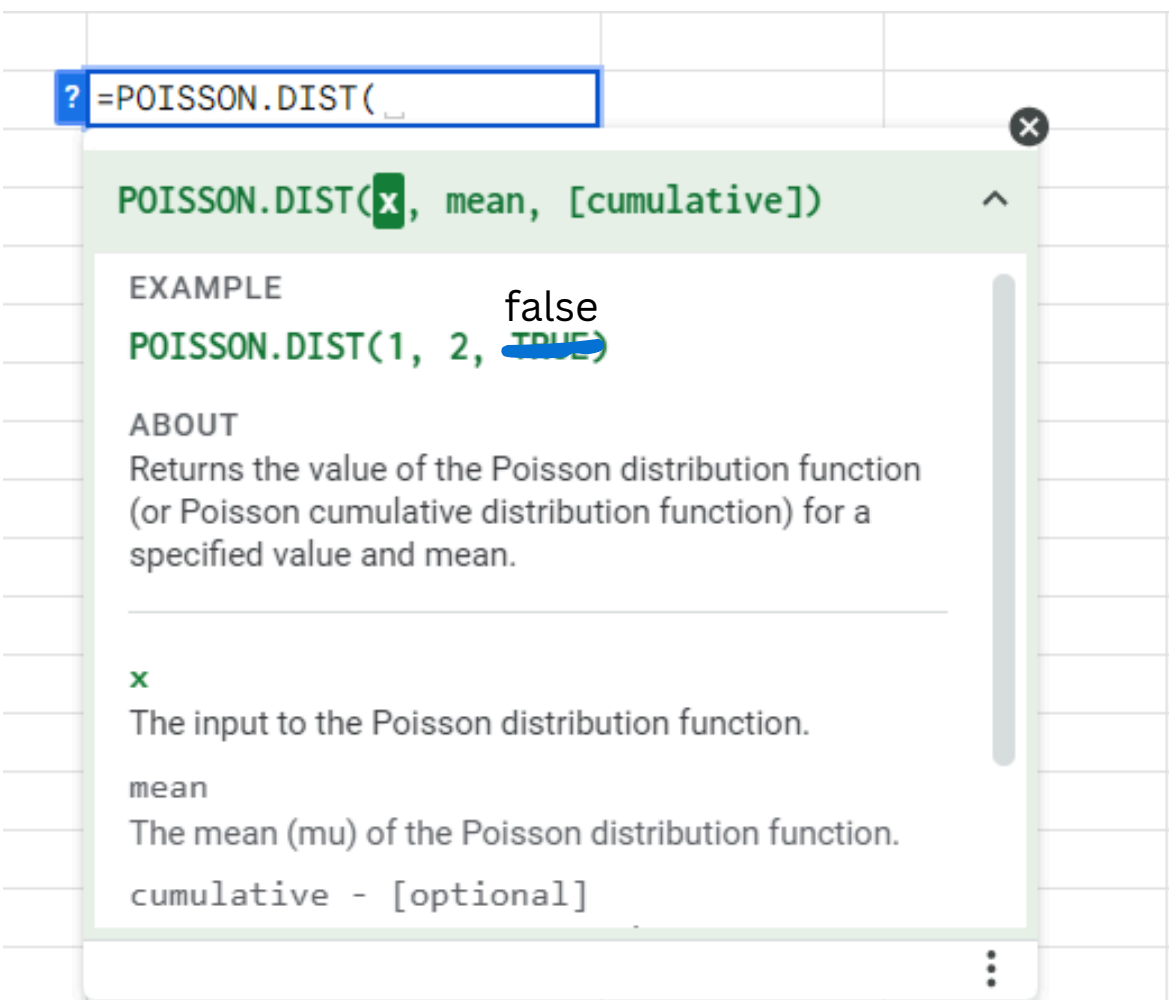 ? =POISSON.DIST(
POISSON.DIST(x, mean, [cumulative])
EXAMPLE
false
POISSON.DIST(1, 2, TRUE)
ABOUT
Returns the value of the Poisson distribution function
(or Poisson cumulative distribution function) for a
specified value and mean.
x
The input to the Poisson distribution function.
mean
The mean (mu) of the Poisson distribution function.
cumulative - [optional]